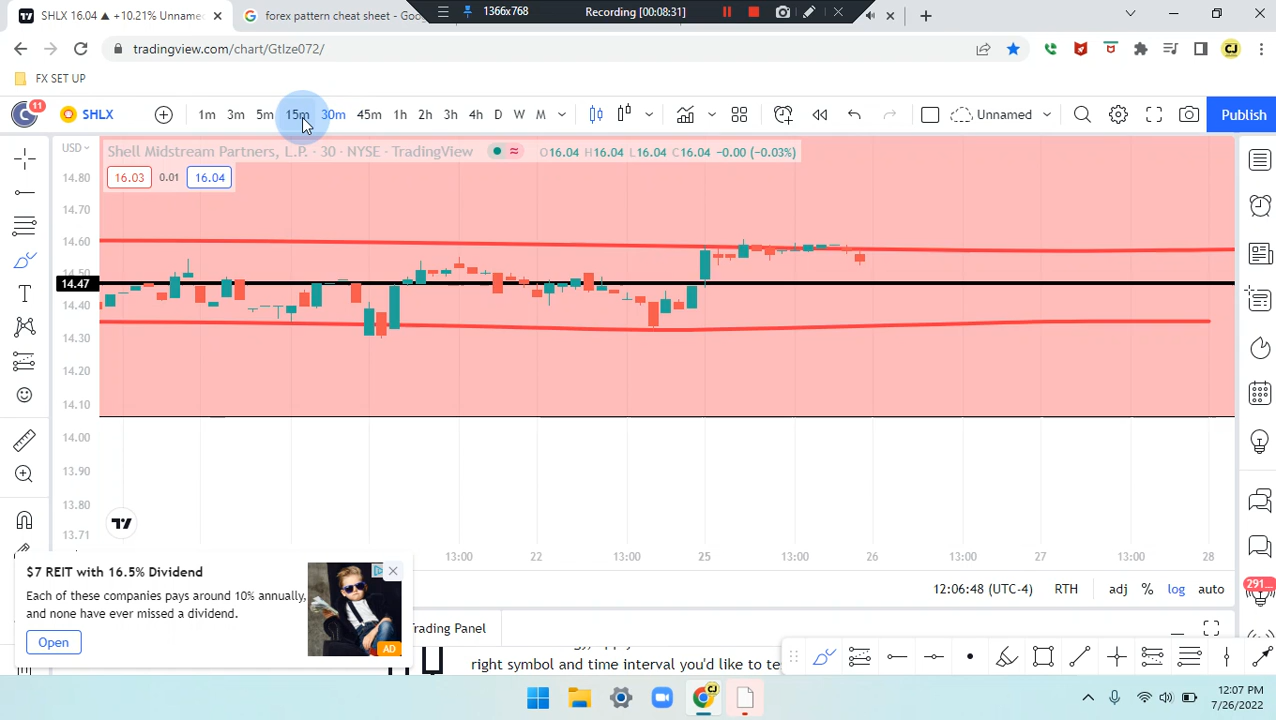 SHLX 16.04 ▲ +10.21% Unname
forex pattern cheat sheet - Goo
1366x768
Recording [00:08:31]
tradingview.com/chart/GtIze072/
CJ
FX SET UP
11
SHLX
1m 3m 5m 15m 30m 45m 1h 2h 3h 4h D W M
Unnamed
Publish
USD
Shell Midstream Partners, L.P. · 30 · NYSE · TradingView
O16.04 H16.04 L16.04 C16.04 -0.00 (-0.03%)
16.03 0.01 16.04
14.80
14.70
14.60
14.50
14.47
14.40
14.30
14.20
14.10
14.00
13.90
13.80
13.71
13:00 22 13:00 25 13:00 26 13:00 27 13:00 28
$7 REIT with 16.5% Dividend
Each of these companies pays around 10% annually,
and none have ever missed a dividend.
Open
AD
12:06:48 (UTC-4) RTH adj % log auto
291...
Trading Panel
right symbol and time interval you'd like to te
CJ
12:07 PM
7/26/2022